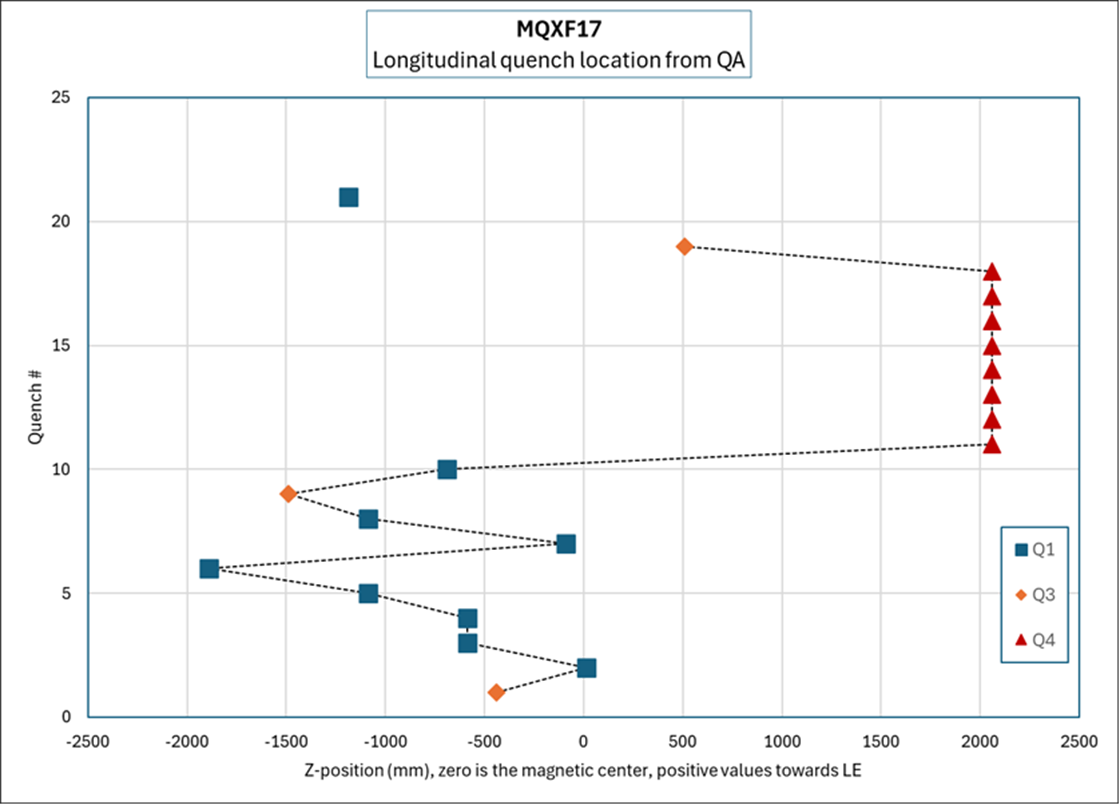 MQXF17
Longitudinal quench location from QA
25
20
15
10
5
0
Quench #
-2500 -2000 -1500 -1000 -500 0 500 1000 1500 2000 2500
Z-position (mm), zero is the magnetic center, positive values towards LE
Q1
Q3
Q4